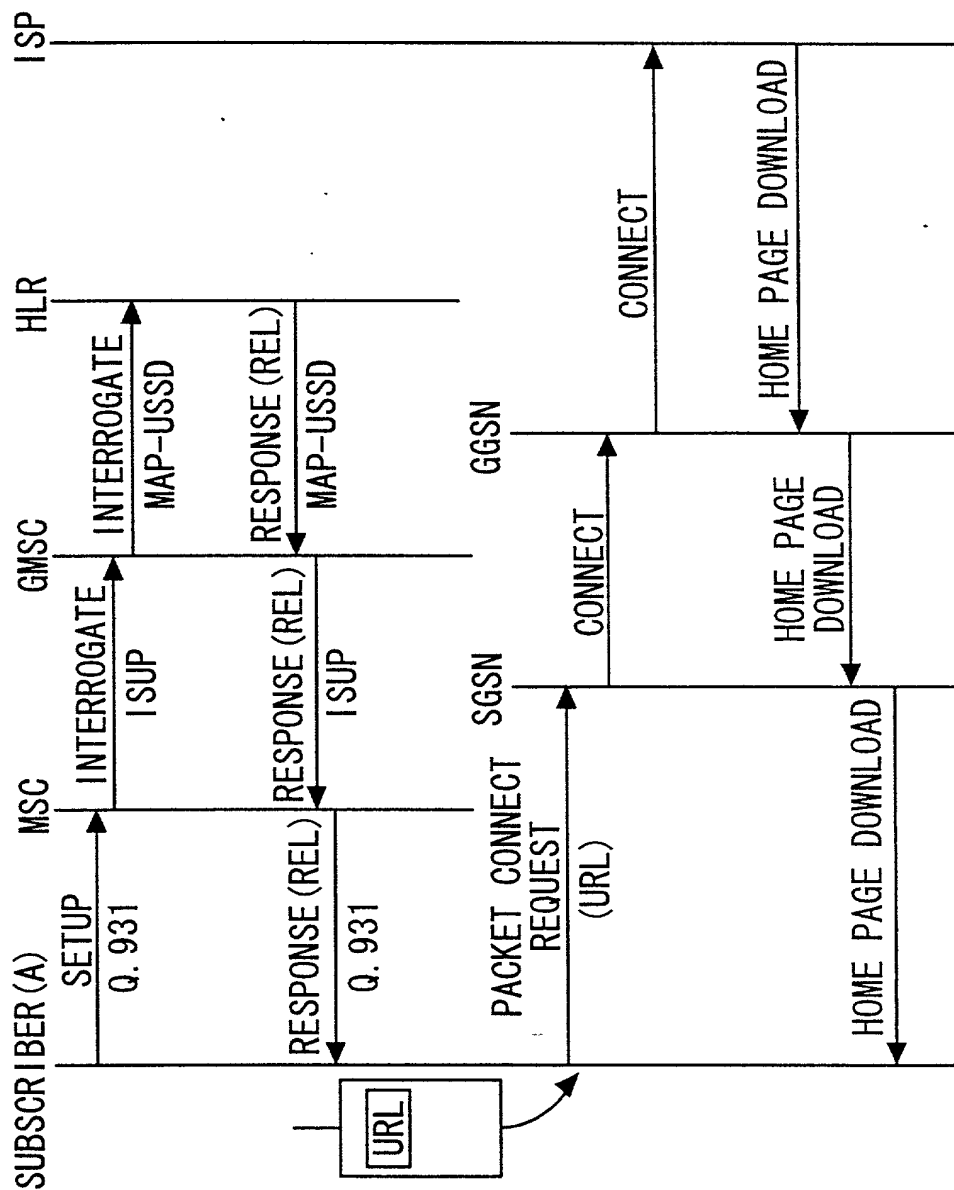 SUBSCRIBER(A)
MSC
GMSC
HLR
ISP
SETUP
Q.931
INTERROGATE
ISUP
INTERROGATE
MAP-USSD
RESPONSE(REL)
MAP-USSD
RESPONSE(REL)
ISUP
RESPONSE(REL)
Q.931
URL
SGSN
GGSN
PACKET CONNECT
REQUEST
(URL)
CONNECT
CONNECT
HOME PAGE DOWNLOAD
HOME PAGE
DOWNLOAD
HOME PAGE DOWNLOAD